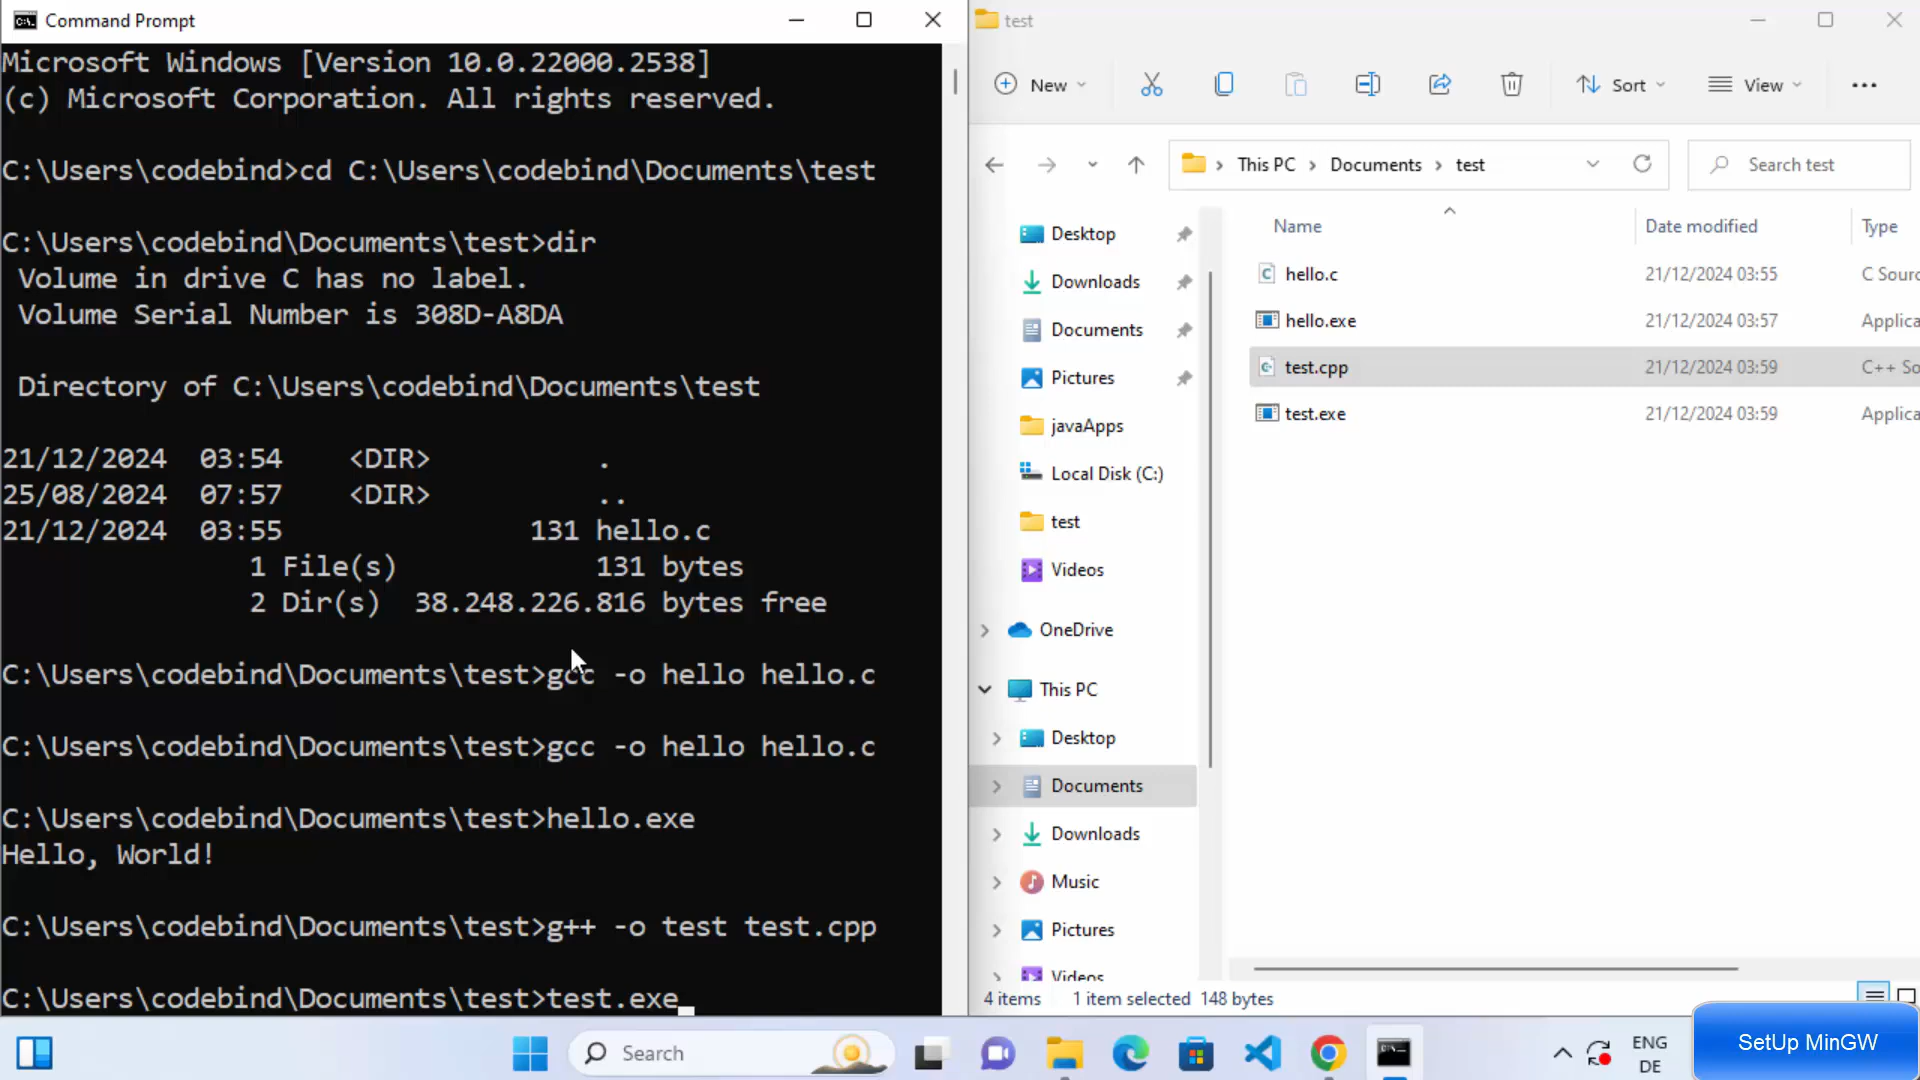 Command Prompt
Microsoft Windows [Version 10.0.22000.2538]
(c) Microsoft Corporation. All rights reserved.
C:\Users\codebind>cd C:\Users\codebind\Documents\test
C:\Users\codebind\Documents\test>dir
Volume in drive C has no label.
Volume Serial Number is 308D-A8DA
Directory of C:\Users\codebind\Documents\test
21/12/2024 03:54 <DIR> .
25/08/2024 07:57 <DIR> ..
21/12/2024 03:55 131 hello.c
1 File(s) 131 bytes
2 Dir(s) 38.248.226.816 bytes free
C:\Users\codebind\Documents\test>gcc -o hello hello.c
C:\Users\codebind\Documents\test>gcc -o hello hello.c
C:\Users\codebind\Documents\test>hello.exe
Hello, World!
C:\Users\codebind\Documents\test>g++ -o test test.cpp
C:\Users\codebind\Documents\test>test.exe
test
New Sort View
This PC Documents test
Search test
Desktop
Downloads
Documents
Pictures
javaApps
Local Disk (C:)
test
Videos
OneDrive
This PC
Desktop
Documents
Downloads
Music
Pictures
Videos
Name Date modified Type
hello.c 21/12/2024 03:55 C Sourc
hello.exe 21/12/2024 03:57 Applica
test.cpp 21/12/2024 03:59 C++ So
test.exe 21/12/2024 03:59 Applica
4 items 1 item selected 148 bytes
Search
ENG
DE
SetUp MinGW